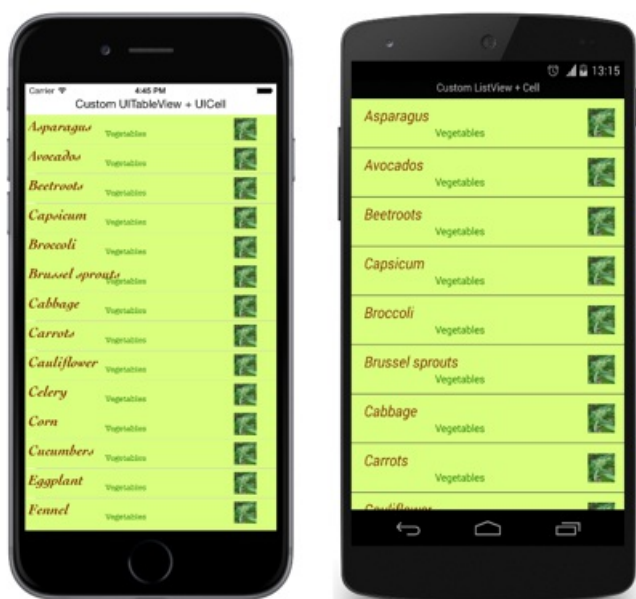 Carrier 4:45 PM
Custom UITableView + UICell
Asparagus
Vegetables
Avocados
Vegetables
Beetroots
Vegetables
Capsicum
Vegetables
Broccoli
Vegetables
Brussel sprouts
Vegetables
Cabbage
Vegetables
Carrots
Vegetables
Cauliflower
Vegetables
Celery
Vegetables
Corn
Vegetables
Cucumbers
Vegetables
Eggplant
Vegetables
Fennel
Vegetables
13:15
Custom ListView + Cell
Asparagus
Vegetables
Avocados
Vegetables
Beetroots
Vegetables
Capsicum
Vegetables
Broccoli
Vegetables
Brussel sprouts
Vegetables
Cabbage
Vegetables
Carrots
Vegetables
Cauliflower